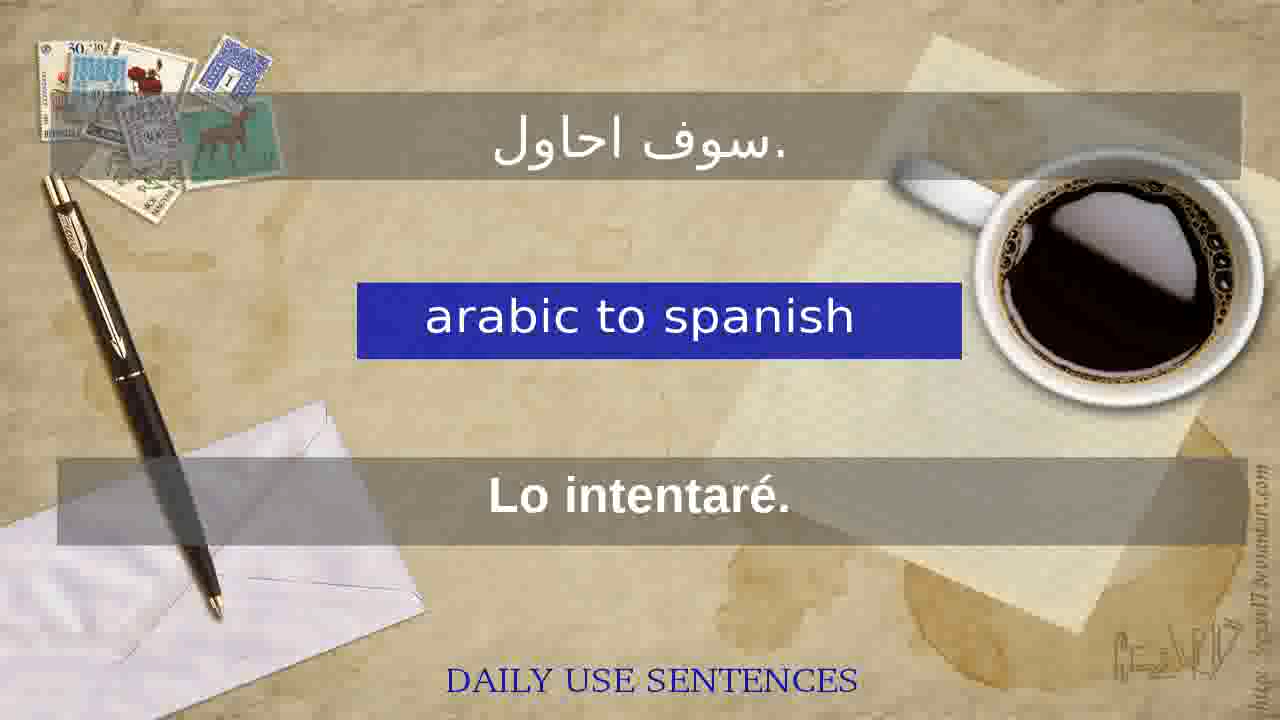 سوف احاول.
arabic to spanish
Lo intentaré.
DAILY USE SENTENCES